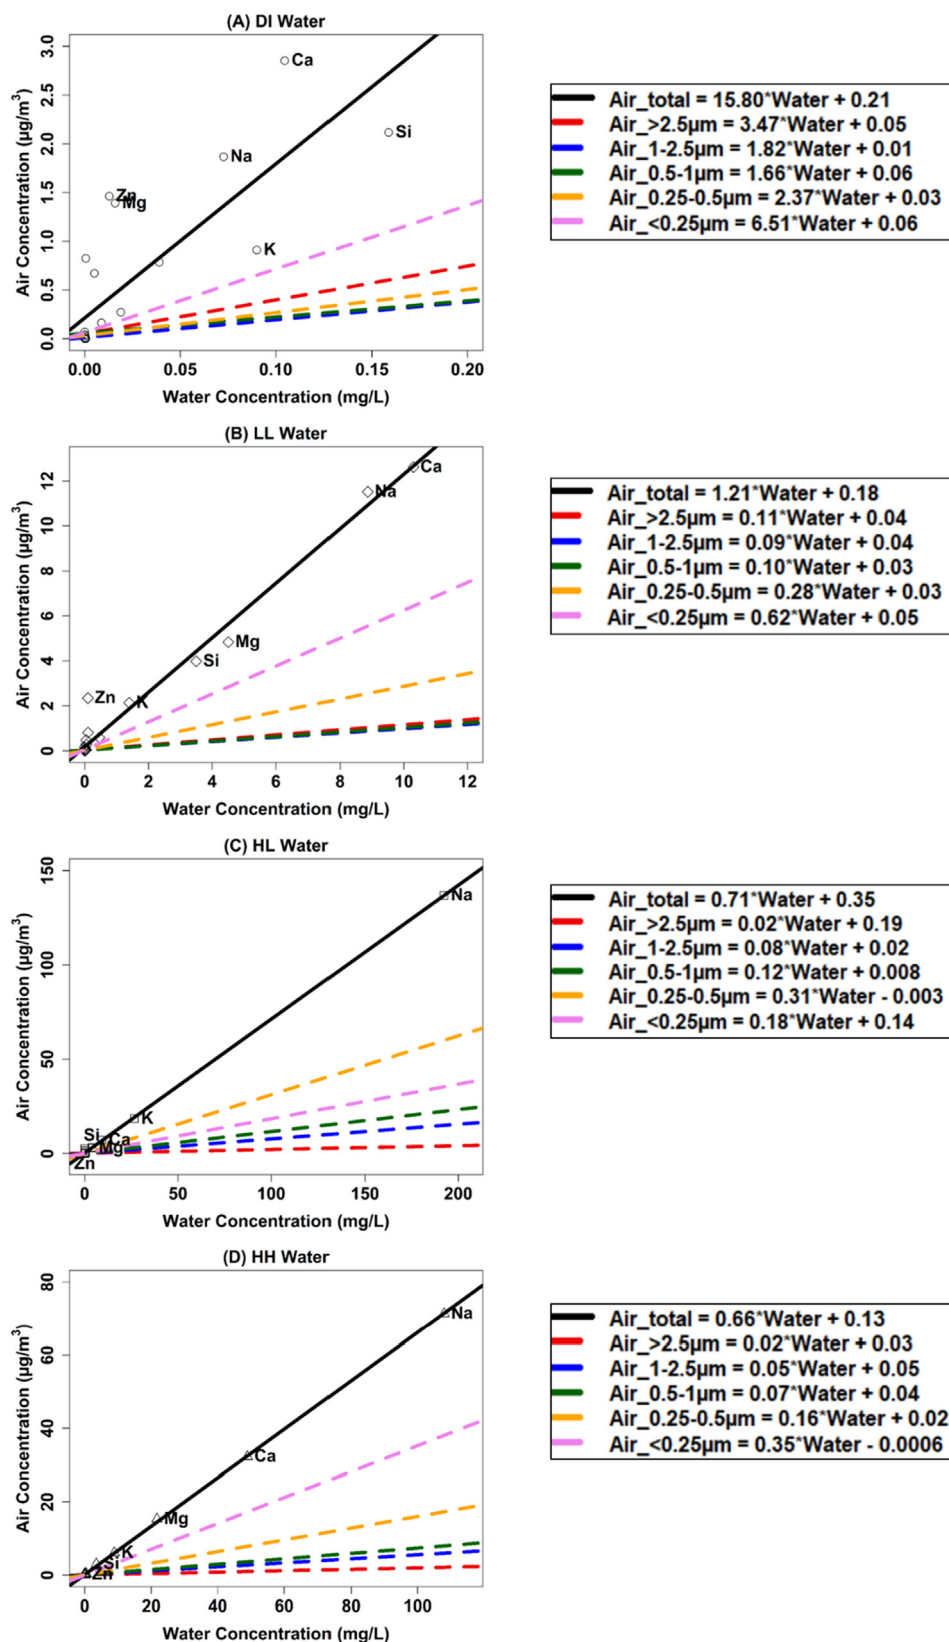 (A) DI Water
Air Concentration (µg/m³)
3.0
2.5
2.0
1.5
1.0
0.5
0.0
Ca
Si
Na
Zn
Mg
K
0.00 0.05 0.10 0.15 0.20
Water Concentration (mg/L)
Air_total = 15.80*Water + 0.21
Air_>2.5µm = 3.47*Water + 0.05
Air_1-2.5µm = 1.82*Water + 0.01
Air_0.5-1µm = 1.66*Water + 0.06
Air_0.25-0.5µm = 2.37*Water + 0.03
Air_<0.25µm = 6.51*Water + 0.06
(B) LL Water
Air Concentration (µg/m³)
12
10
8
6
4
2
0
Ca
Na
Mg
Si
Zn
K
0 2 4 6 8 10 12
Water Concentration (mg/L)
Air_total = 1.21*Water + 0.18
Air_>2.5µm = 0.11*Water + 0.04
Air_1-2.5µm = 0.09*Water + 0.04
Air_0.5-1µm = 0.10*Water + 0.03
Air_0.25-0.5µm = 0.28*Water + 0.03
Air_<0.25µm = 0.62*Water + 0.05
(C) HL Water
Air Concentration (µg/m³)
150
100
50
0
Na
K
Si
Ca
Mg
Zn
0 50 100 150 200
Water Concentration (mg/L)
Air_total = 0.71*Water + 0.35
Air_>2.5µm = 0.02*Water + 0.19
Air_1-2.5µm = 0.08*Water + 0.02
Air_0.5-1µm = 0.12*Water + 0.008
Air_0.25-0.5µm = 0.31*Water - 0.003
Air_<0.25µm = 0.18*Water + 0.14
(D) HH Water
Air Concentration (µg/m³)
80
60
40
20
0
Na
Ca
Mg
K
Si
Zn
0 20 40 60 80 100
Water Concentration (mg/L)
Air_total = 0.66*Water + 0.13
Air_>2.5µm = 0.02*Water + 0.03
Air_1-2.5µm = 0.05*Water + 0.05
Air_0.5-1µm = 0.07*Water + 0.04
Air_0.25-0.5µm = 0.16*Water + 0.02
Air_<0.25µm = 0.35*Water - 0.0006